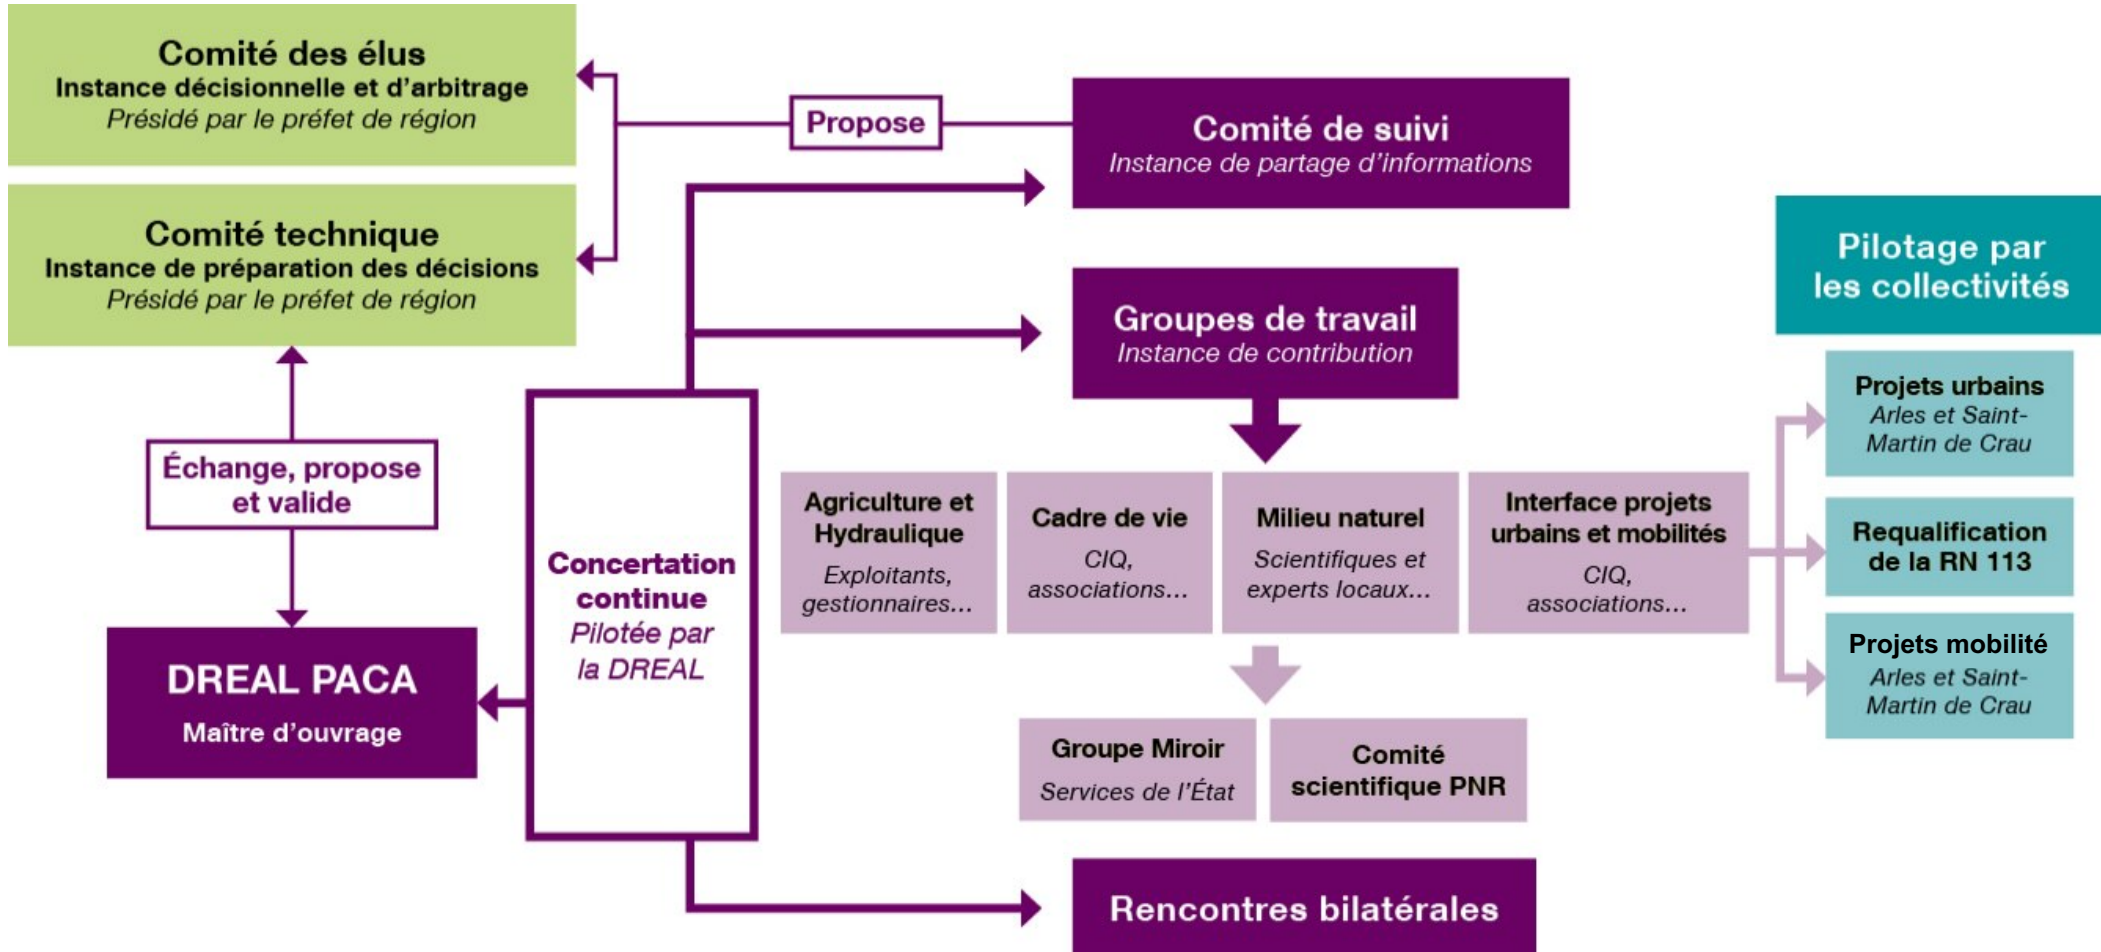 Comité des élus
Instance décisionnelle et d’arbitrage
Présidé par le préfet de région
Comité technique
Instance de préparation des décisions
Présidé par le préfet de région
Propose
Comité de suivi
Instance de partage d’informations
Groupes de travail
Instance de contribution
Pilotage par
les collectivités
Échange, propose
et valide
DREAL PACA
Maître d’ouvrage
Concertation
continue
Pilotée par
la DREAL
Agriculture et
Hydraulique
Exploitants,
gestionnaires…
Cadre de vie
CIQ,
associations…
Milieu naturel
Scientifiques et
experts locaux…
Interface projets
urbains et mobilités
CIQ,
associations…
Projets urbains
Arles et Saint-
Martin de Crau
Requalification
de la RN 113
Projets mobilité
Arles et Saint-
Martin de Crau
Groupe Miroir
Services de l’État
Comité
scientifique PNR
Rencontres bilatérales